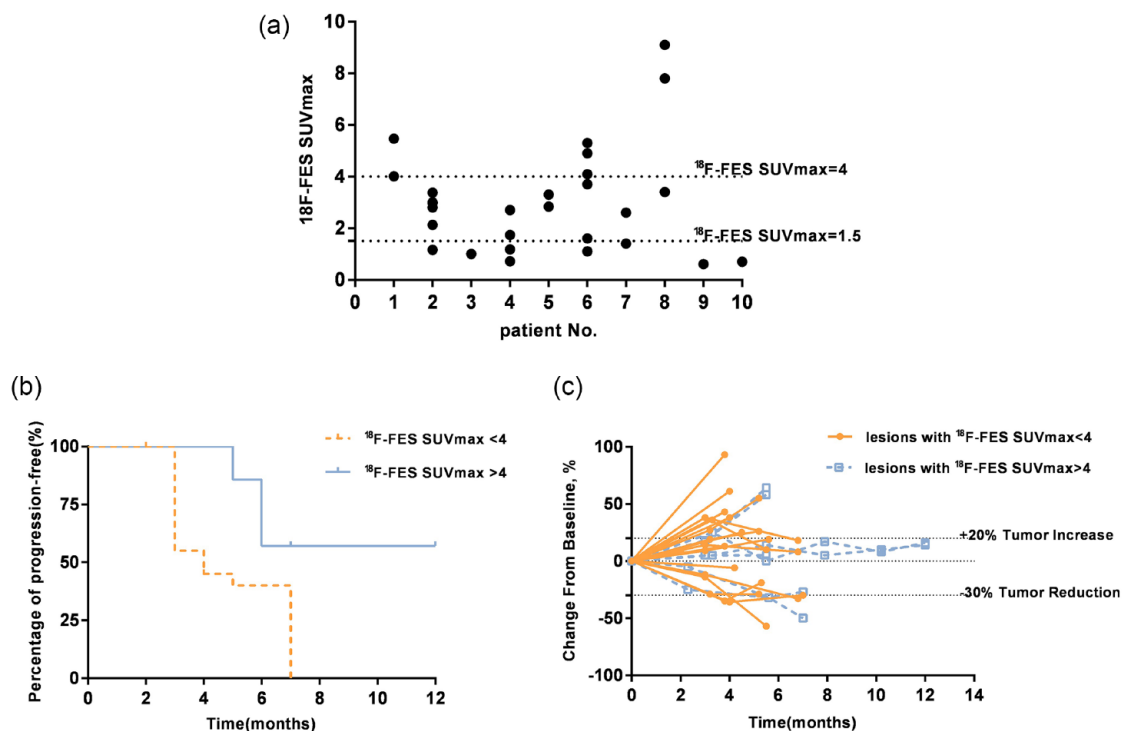 (a)
18F-FES SUVmax
10
8
6
4
2
0
¹⁸F-FES SUVmax=4
¹⁸F-FES SUVmax=1.5
0 1 2 3 4 5 6 7 8 9 10
patient No.
(b)
Percentage of progression-free(%)
100
75
50
25
0
¹⁸F-FES SUVmax <4
¹⁸F-FES SUVmax >4
0 2 4 6 8 10 12
Time(months)
(c)
Change From Baseline, %
100
50
0
-50
-100
lesions with ¹⁸F-FES SUVmax<4
lesions with ¹⁸F-FES SUVmax>4
+20% Tumor Increase
-30% Tumor Reduction
0 2 4 6 8 10 12 14
Time(months)